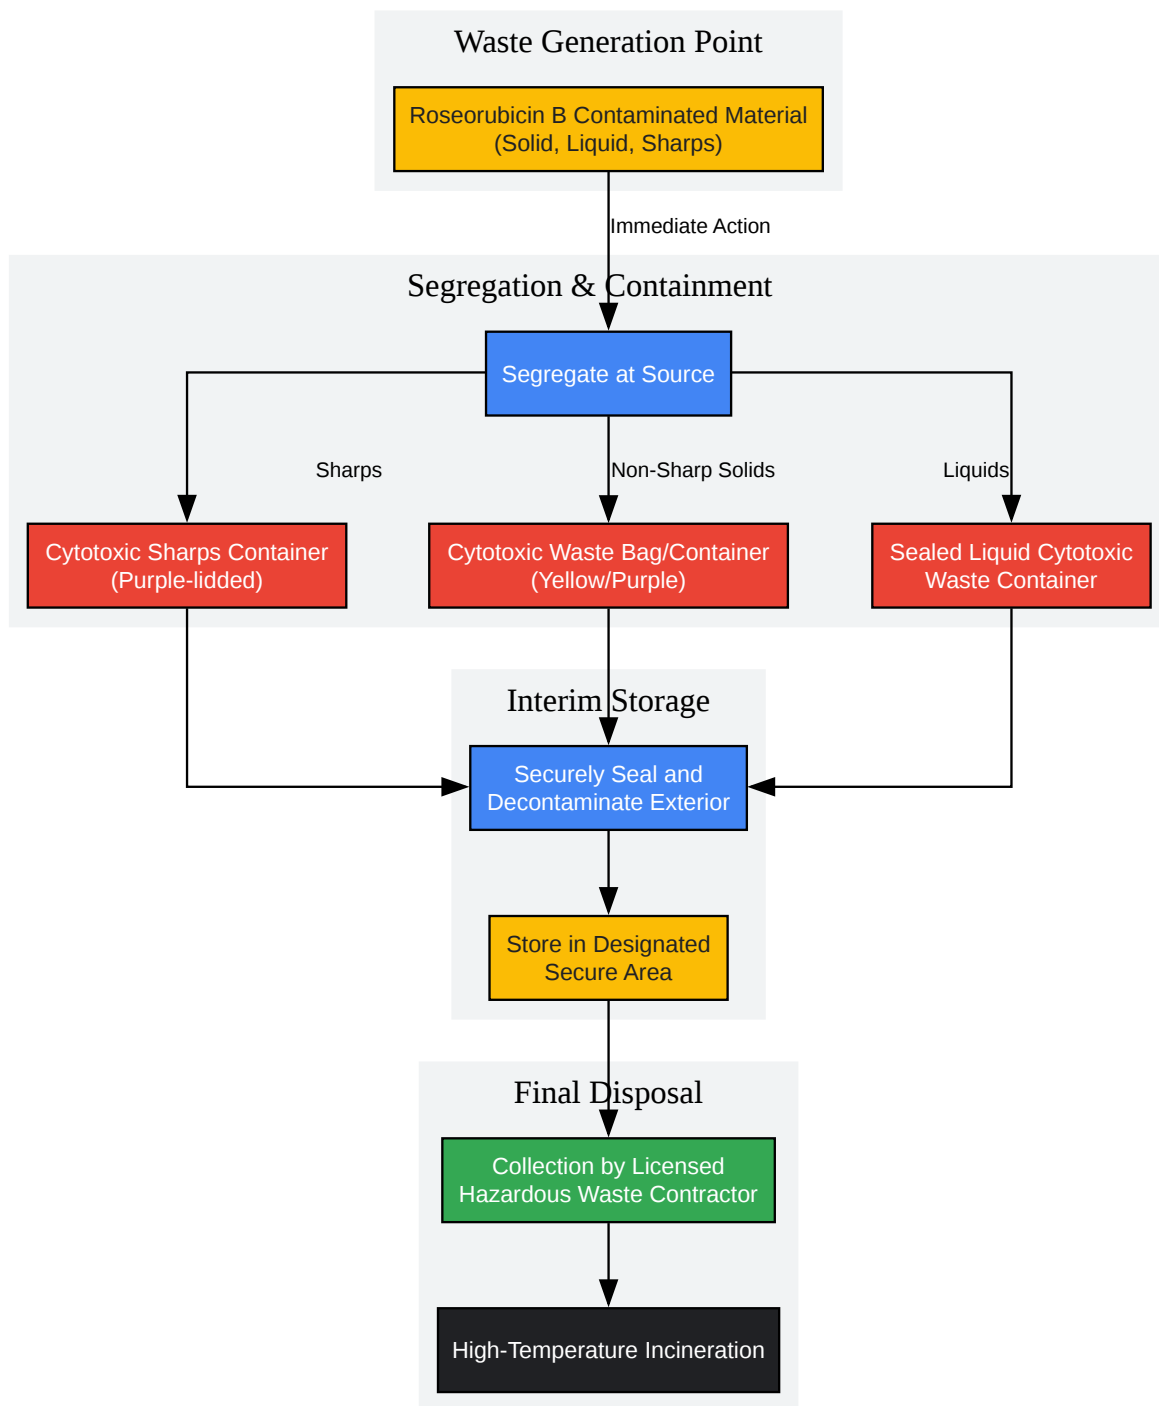 Waste Generation Point
Roseorubicin B Contaminated Material
(Solid, Liquid, Sharps)
Immediate Action
Segregation & Containment
Segregate at Source
Sharps
Non-Sharp Solids
Liquids
Cytotoxic Sharps Container
(Purple-lidded)
Cytotoxic Waste Bag/Container
(Yellow/Purple)
Sealed Liquid Cytotoxic
Waste Container
Interim Storage
Securely Seal and
Decontaminate Exterior
Store in Designated
Secure Area
Final Disposal
Collection by Licensed
Hazardous Waste Contractor
High-Temperature Incineration